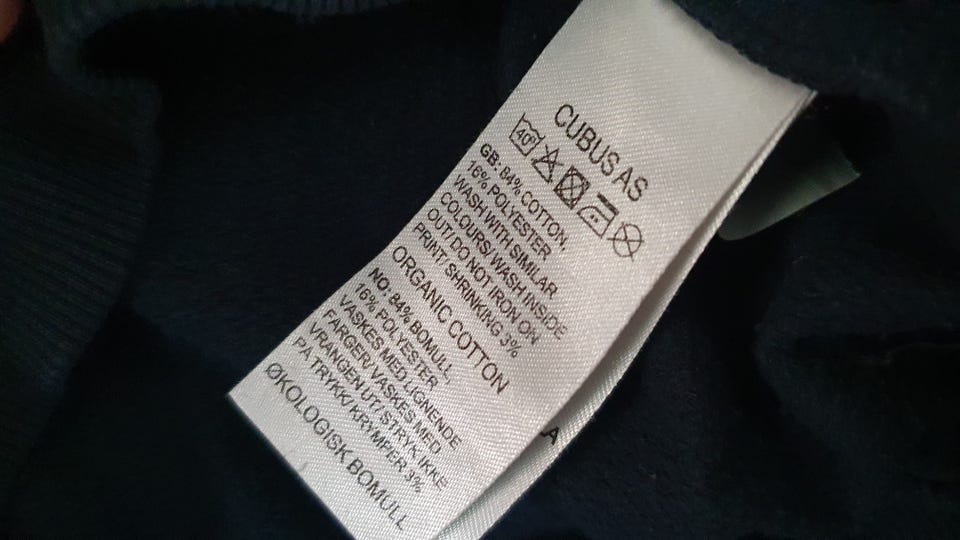 CUBUS AS
40°
GB: 84% COTTON,
16% POLYESTER
WASH WITH SIMILAR
COLOURS/ WASH INSIDE
OUT/DO NOT IRON ON
PRINT/ SHRINKING 3%
ORGANIC COTTON
NO: 84% BOMULL,
16% POLYESTER
VASKES MED LIGNENDE
FARGER/ VASKES MED
VRANGEN UT/ STRYK IKKE
PÅ TRYKK/ KRYMPER 3%
ØKOLOGISK BOMULL